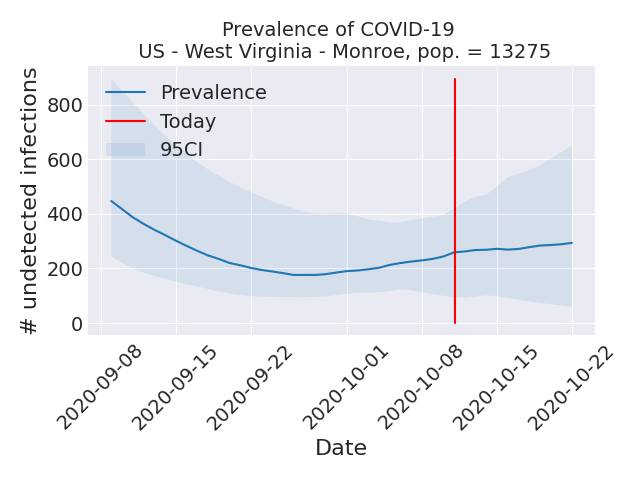 Prevalence of COVID-19
US - West Virginia - Monroe, pop. = 13275
# undetected infections
800
600
400
200
0
Prevalence
Today
95CI
2020-09-08
2020-09-15
2020-09-22
2020-10-01
2020-10-08
2020-10-15
2020-10-22
Date